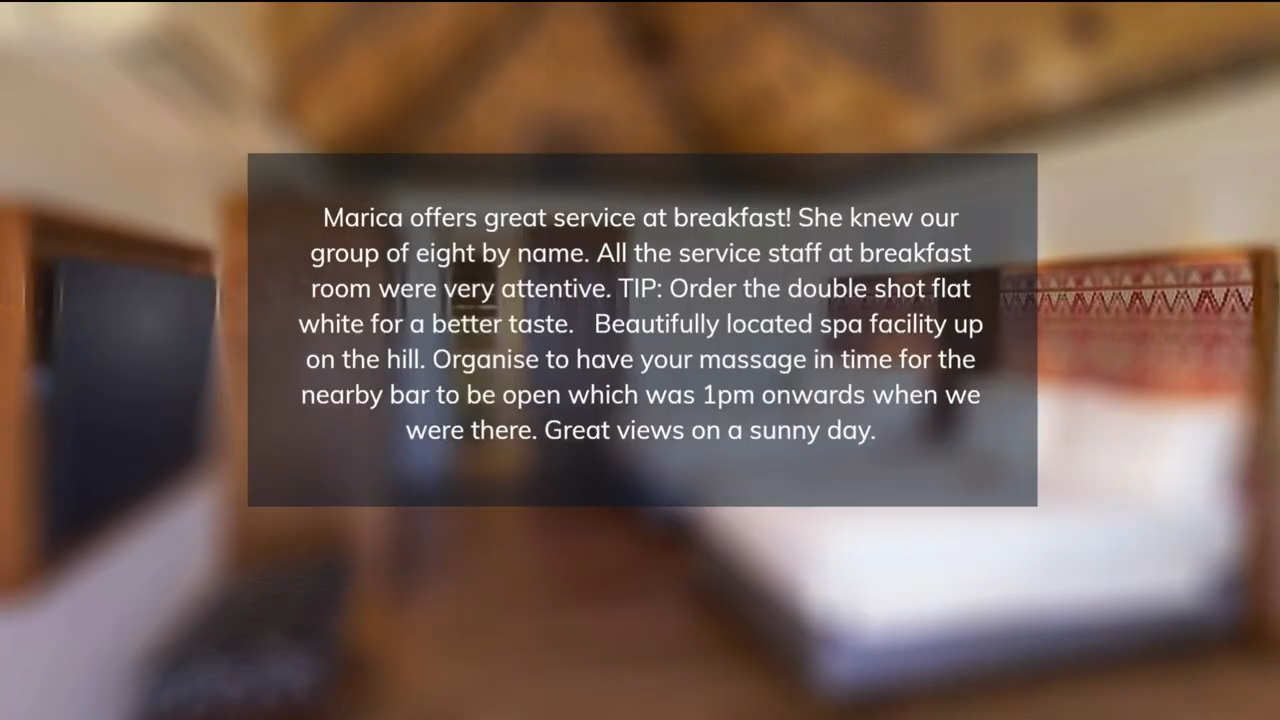 Marica offers great service at breakfast! She knew our
group of eight by name. All the service staff at breakfast
room were very attentive. TIP: Order the double shot flat
white for a better taste.   Beautifully located spa facility up
on the hill. Organise to have your massage in time for the
nearby bar to be open which was 1pm onwards when we
were there. Great views on a sunny day.